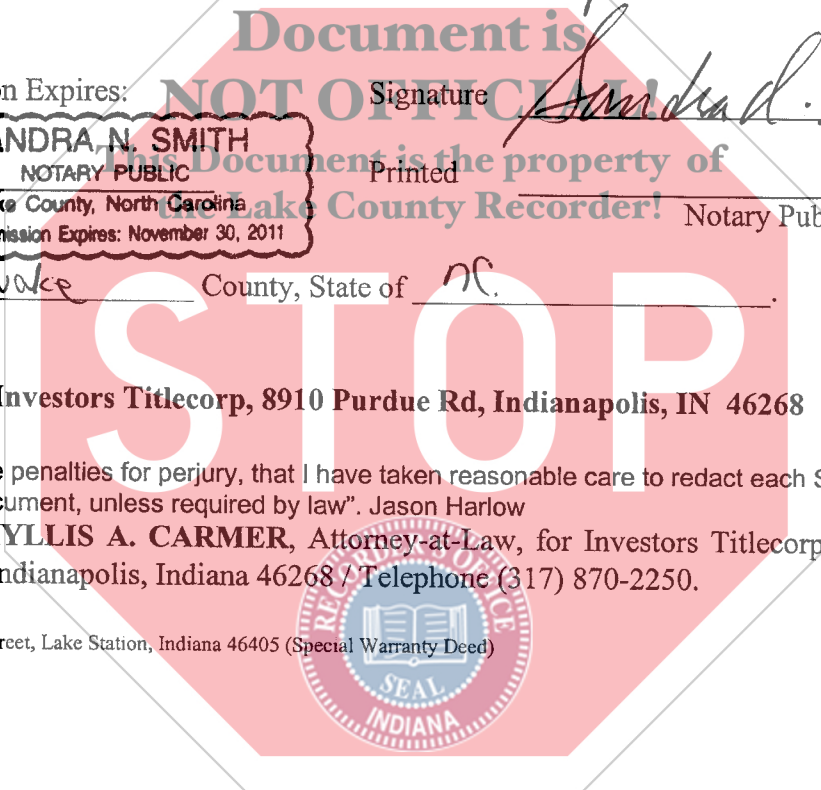 Document is
NOT OFFICIAL!
This Document is the property of
the Lake County Recorder!
n Expires:
Signature
NDRA N. SMITH
NOTARY PUBLIC
Printed
County, North Carolina
mission Expires: November 30, 2011
Notary Pub
wake County, State of NC.
STOP
Investors Titlecorp, 8910 Purdue Rd, Indianapolis, IN 46268
penalties for perjury, that I have taken reasonable care to redact each S
cument, unless required by law". Jason Harlow
YLLIS A. CARMER, Attorney-at-Law, for Investors Titlecorp
ndianapolis, Indiana 46268 / Telephone (317) 870-2250.
reet, Lake Station, Indiana 46405 (Special Warranty Deed)
SEAL
INDIANA